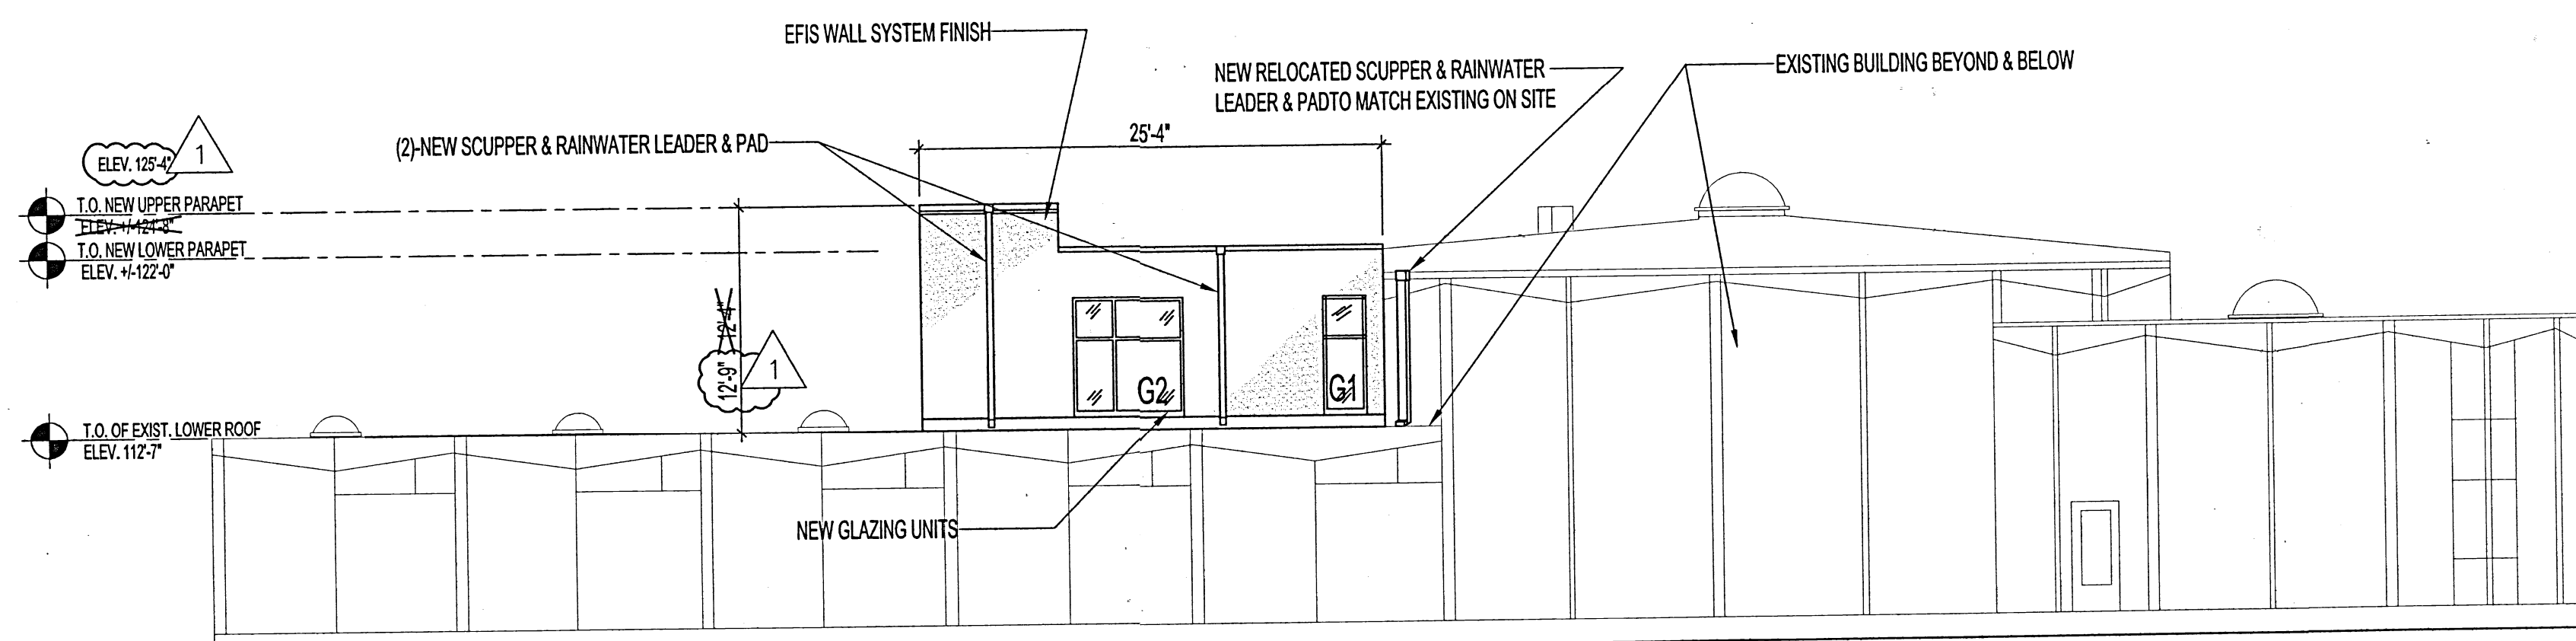 EFIS WALL SYSTEM FINISH
NEW RELOCATED SCUPPER & RAINWATER
LEADER & PADTO MATCH EXISTING ON SITE
EXISTING BUILDING BEYOND & BELOW
(2)-NEW SCUPPER & RAINWATER LEADER & PAD
25'-4"
ELEV. 125'-4"
1
T.O. NEW UPPER PARAPET
ELEV. +/-124'-8"
T.O. NEW LOWER PARAPET
ELEV. +/-122'-0"
12'-4"
12'-9"
1
G2
G1
T.O. OF EXIST. LOWER ROOF
ELEV. 112'-7"
NEW GLAZING UNITS